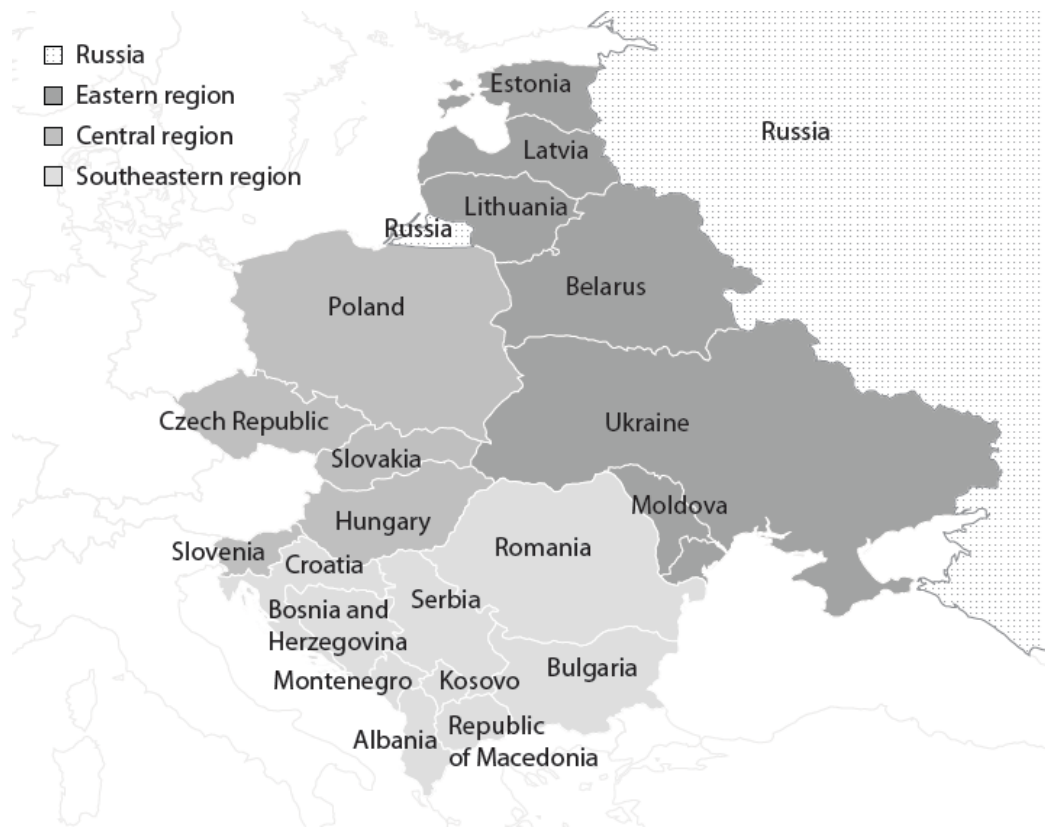 Russia
Eastern region
Central region
Southeastern region
Estonia
Russia
Latvia
Lithuania
Russia
Belarus
Poland
Czech Republic
Ukraine
Slovakia
Moldova
Hungary
Romania
Slovenia
Croatia
Serbia
Bosnia and
Herzegovina
Bulgaria
Montenegro
Kosovo
Republic
of Macedonia
Albania